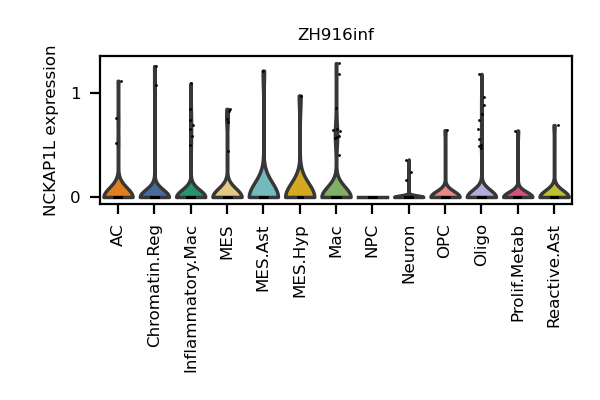 ZH916inf
NCKAP1L expression
1
0
AC
Chromatin.Reg
Inflammatory.Mac
MES
MES.Ast
MES.Hyp
Mac
NPC
Neuron
OPC
Oligo
Prolif.Metab
Reactive.Ast